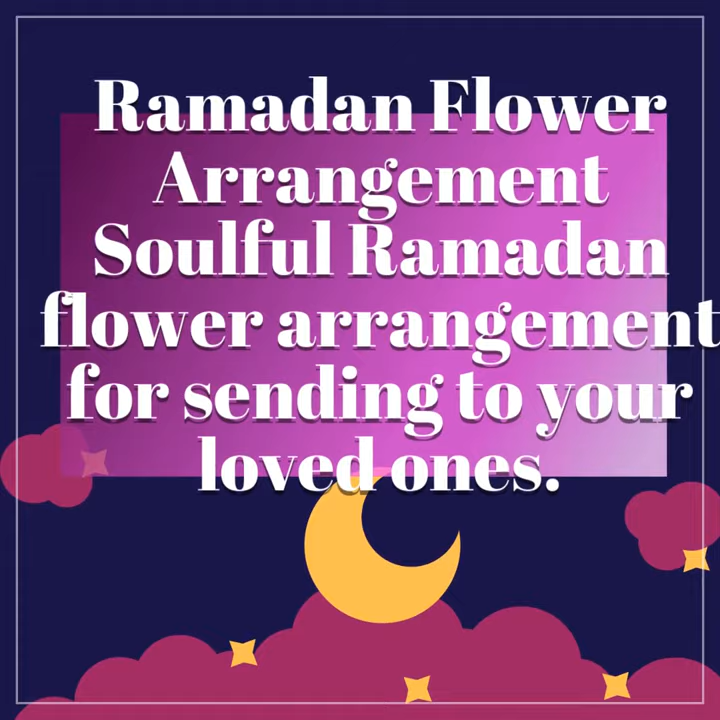 Ramadan Flower
Arrangement
Soulful Ramadan
flower arrangement
for sending to your
loved ones.